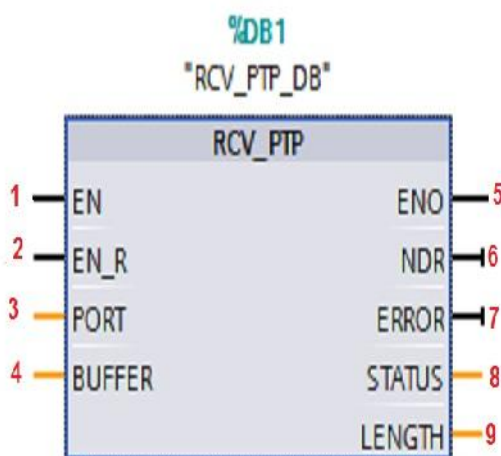 %DB1
"RCV_PTP_DB"
RCV_PTP
1 EN ENO 5
2 EN_R NDR 6
3 PORT ERROR 7
4 BUFFER STATUS 8
LENGTH 9